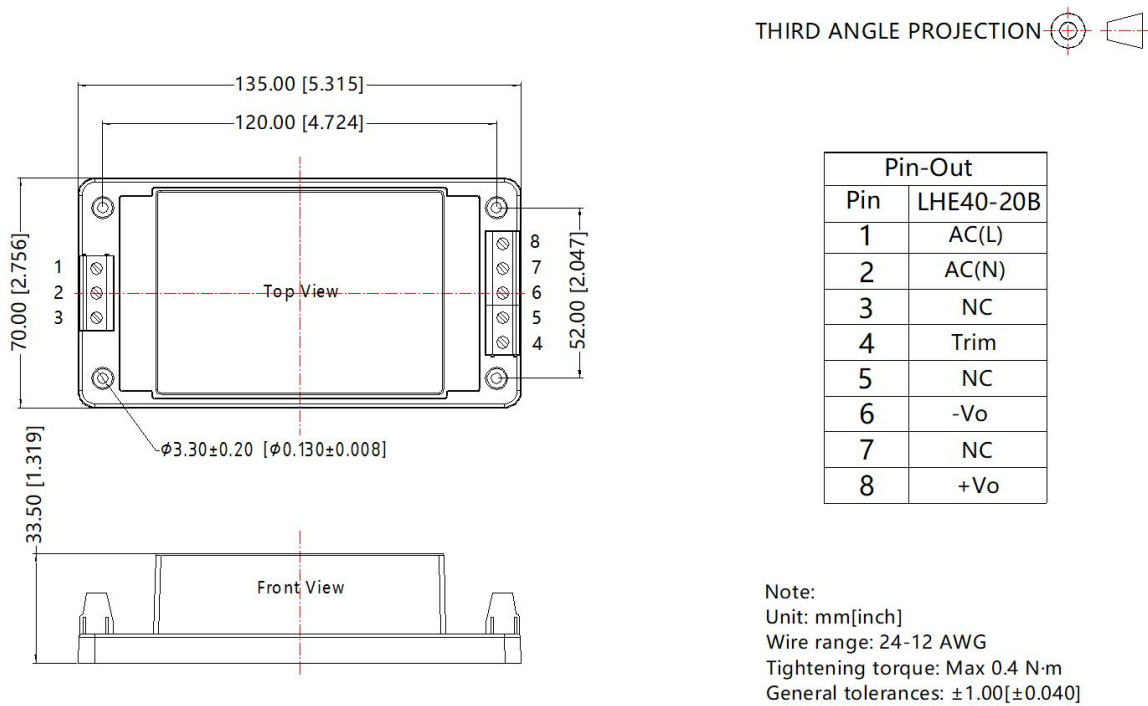 THIRD ANGLE PROJECTION
135.00 [5.315]
120.00 [4.724]
70.00 [2.756]
1
2
3
Top View
8
7
6
5
4
52.00 [2.047]
ϕ3.30±0.20 [ϕ0.130±0.008]
33.50 [1.319]
Front View
Pin-Out
Pin LHE40-20B
1 AC(L)
2 AC(N)
3 NC
4 Trim
5 NC
6 -Vo
7 NC
8 +Vo
Note:
Unit: mm[inch]
Wire range: 24-12 AWG
Tightening torque: Max 0.4 N·m
General tolerances: ±1.00[±0.040]